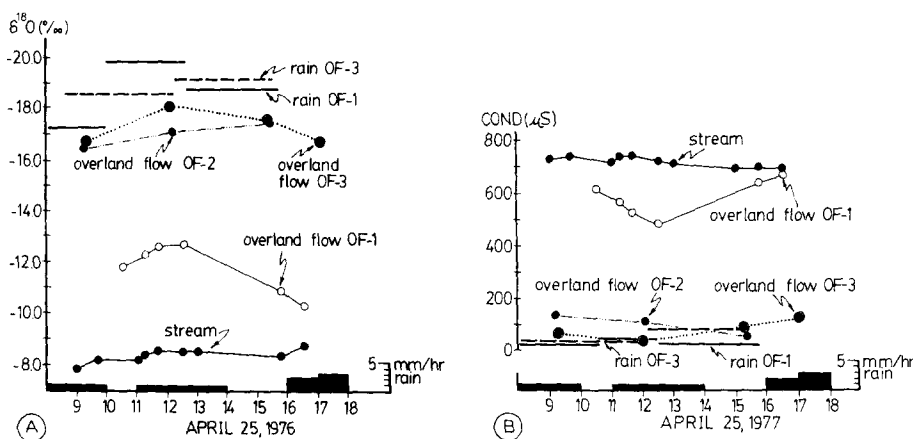 δ¹⁸O (‰)
-20.0
-18.0
-16.0
-14.0
-12.0
-10.0
-8.0
rain OF-3
rain OF-1
overland flow OF-2
overland flow OF-3
overland flow OF-1
stream
5 mm/hr
rain
9 10 11 12 13 14 15 16 17 18
APRIL 25, 1976
A
COND (μS)
800
600
400
200
00
stream
overland flow OF-1
overland flow OF-2
overland flow OF-3
rain OF-3
rain OF-1
5 mm/hr
rain
9 10 11 12 13 14 15 16 17 18
APRIL 25, 1977
B